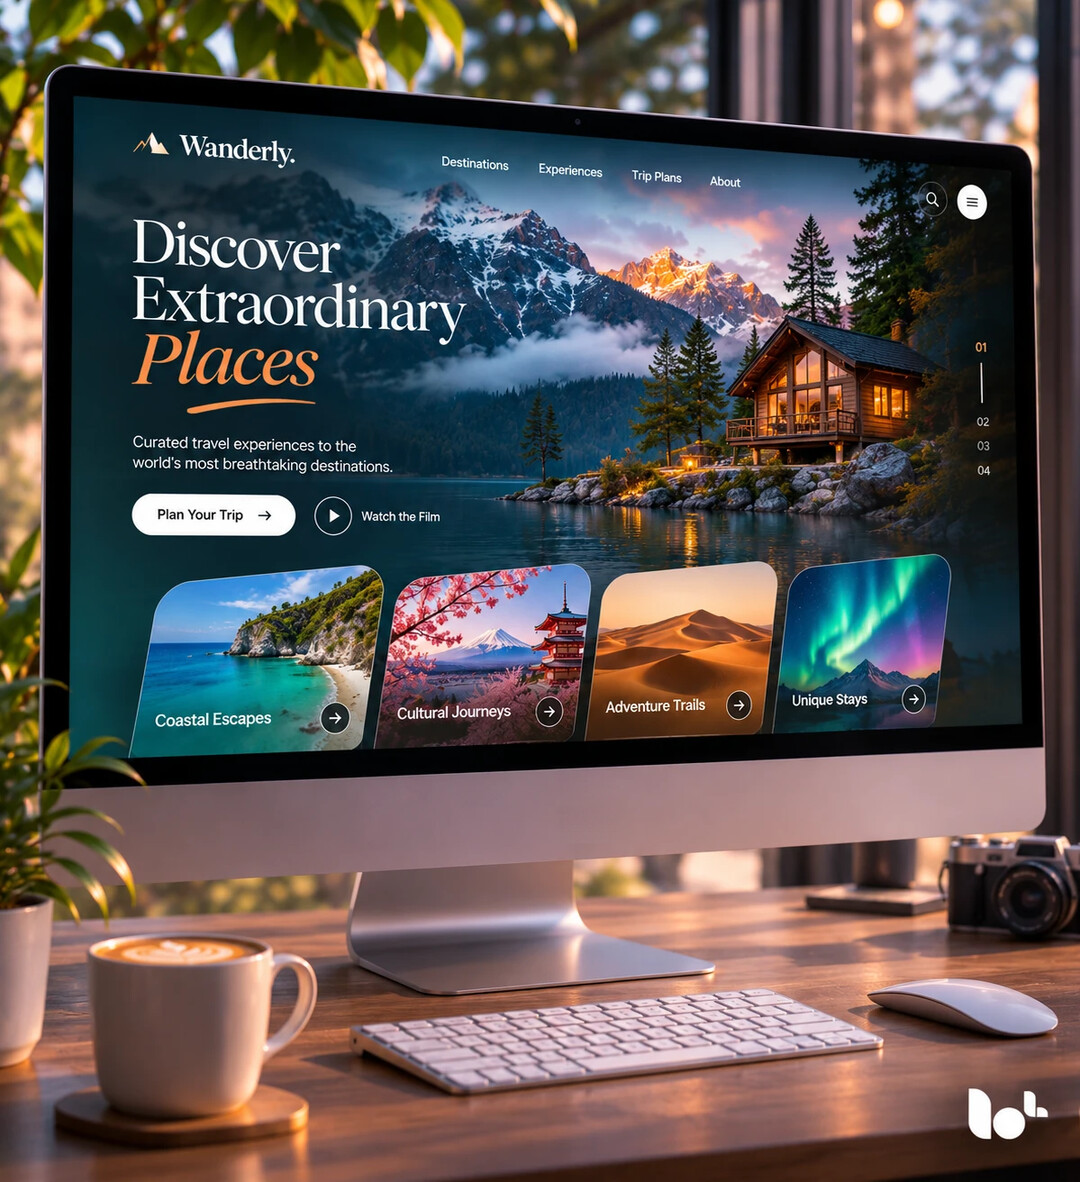 Wanderly.
Destinations
Experiences
Trip Plans
About
Discover
Extraordinary
Places
Curated travel experiences to the
world's most breathtaking destinations.
Plan Your Trip
Watch the Film
01
02
03
04
Coastal Escapes
Cultural Journeys
Adventure Trails
Unique Stays